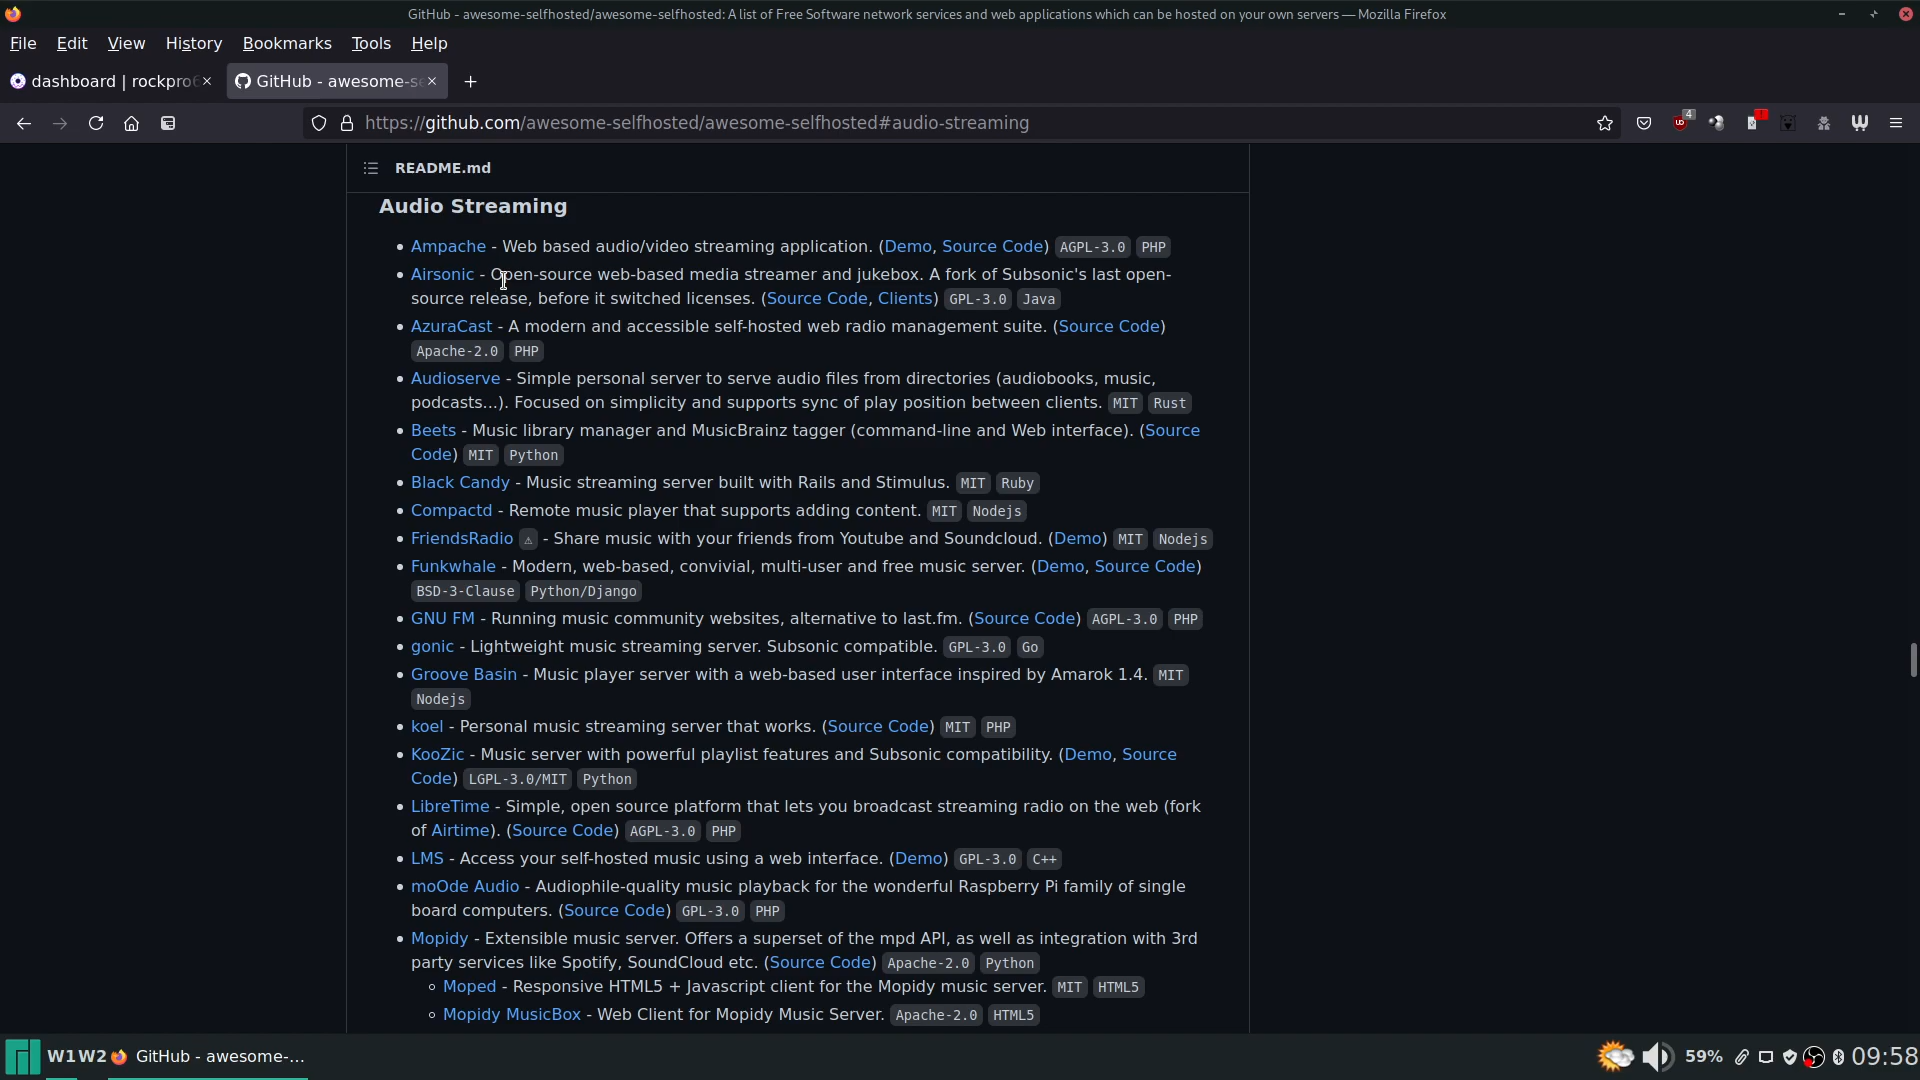 GitHub - awesome-selfhosted/awesome-selfhosted: A list of Free Software network services and web applications which can be hosted on your own servers — Mozilla Firefox
File Edit View History Bookmarks Tools Help
dashboard | rockpro6 GitHub - awesome-se
https://github.com/awesome-selfhosted/awesome-selfhosted#audio-streaming
4
README.md
Audio Streaming
• Ampache - Web based audio/video streaming application. (Demo, Source Code) AGPL-3.0 PHP
• Airsonic - Open-source web-based media streamer and jukebox. A fork of Subsonic's last open-
source release, before it switched licenses. (Source Code, Clients) GPL-3.0 Java
• AzuraCast - A modern and accessible self-hosted web radio management suite. (Source Code)
Apache-2.0 PHP
• Audioserve - Simple personal server to serve audio files from directories (audiobooks, music,
podcasts...). Focused on simplicity and supports sync of play position between clients. MIT Rust
• Beets - Music library manager and MusicBrainz tagger (command-line and Web interface). (Source
Code) MIT Python
• Black Candy - Music streaming server built with Rails and Stimulus. MIT Ruby
• Compactd - Remote music player that supports adding content. MIT Nodejs
• FriendsRadio ⚠ - Share music with your friends from Youtube and Soundcloud. (Demo) MIT Nodejs
• Funkwhale - Modern, web-based, convivial, multi-user and free music server. (Demo, Source Code)
BSD-3-Clause Python/Django
• GNU FM - Running music community websites, alternative to last.fm. (Source Code) AGPL-3.0 PHP
• gonic - Lightweight music streaming server. Subsonic compatible. GPL-3.0 Go
• Groove Basin - Music player server with a web-based user interface inspired by Amarok 1.4. MIT
Nodejs
• koel - Personal music streaming server that works. (Source Code) MIT PHP
• KooZic - Music server with powerful playlist features and Subsonic compatibility. (Demo, Source
Code) LGPL-3.0/MIT Python
• LibreTime - Simple, open source platform that lets you broadcast streaming radio on the web (fork
of Airtime). (Source Code) AGPL-3.0 PHP
• LMS - Access your self-hosted music using a web interface. (Demo) GPL-3.0 C++
• moOde Audio - Audiophile-quality music playback for the wonderful Raspberry Pi family of single
board computers. (Source Code) GPL-3.0 PHP
• Mopidy - Extensible music server. Offers a superset of the mpd API, as well as integration with 3rd
party services like Spotify, SoundCloud etc. (Source Code) Apache-2.0 Python
◦ Moped - Responsive HTML5 + Javascript client for the Mopidy music server. MIT HTML5
◦ Mopidy MusicBox - Web Client for Mopidy Music Server. Apache-2.0 HTML5
W1 W2 GitHub - awesome-... 59% 09:58